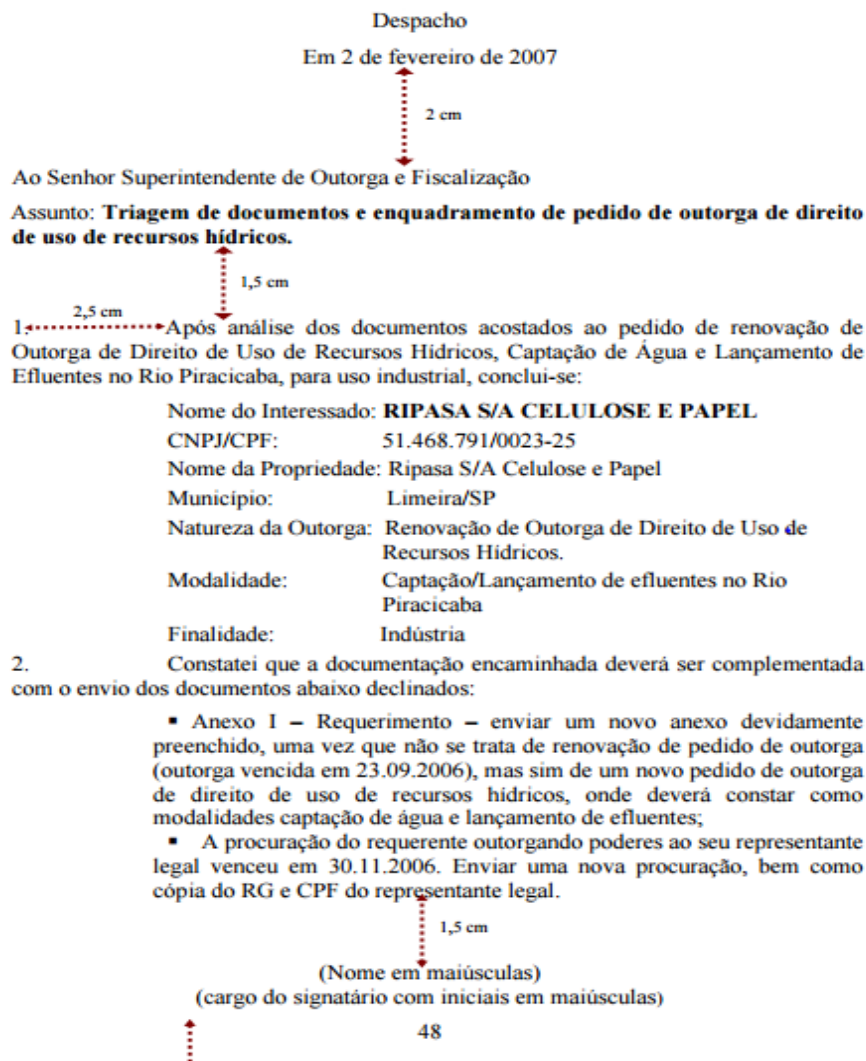 Despacho
Em 2 de fevereiro de 2007
2 cm
Ao Senhor Superintendente de Outorga e Fiscalização
Assunto: Triagem de documentos e enquadramento de pedido de outorga de direito
de uso de recursos hídricos.
1,5 cm
2,5 cm
1. Após análise dos documentos acostados ao pedido de renovação de
Outorga de Direito de Uso de Recursos Hídricos, Captação de Água e Lançamento de
Efluentes no Rio Piracicaba, para uso industrial, conclui-se:
Nome do Interessado: RIPASA S/A CELULOSE E PAPEL
CNPJ/CPF: 51.468.791/0023-25
Nome da Propriedade: Ripasa S/A Celulose e Papel
Município: Limeira/SP
Natureza da Outorga: Renovação de Outorga de Direito de Uso de
Recursos Hídricos.
Modalidade: Captação/Lançamento de efluentes no Rio
Piracicaba
Finalidade: Indústria
2. Constatei que a documentação encaminhada deverá ser complementada
com o envio dos documentos abaixo declinados:
▪ Anexo I – Requerimento – enviar um novo anexo devidamente
preenchido, uma vez que não se trata de renovação de pedido de outorga
(outorga vencida em 23.09.2006), mas sim de um novo pedido de outorga
de direito de uso de recursos hídricos, onde deverá constar como
modalidades captação de água e lançamento de efluentes;
▪ A procuração do requerente outorgando poderes ao seu representante
legal venceu em 30.11.2006. Enviar uma nova procuração, bem como
cópia do RG e CPF do representante legal.
1,5 cm
(Nome em maiúsculas)
(cargo do signatário com iniciais em maiúsculas)
48